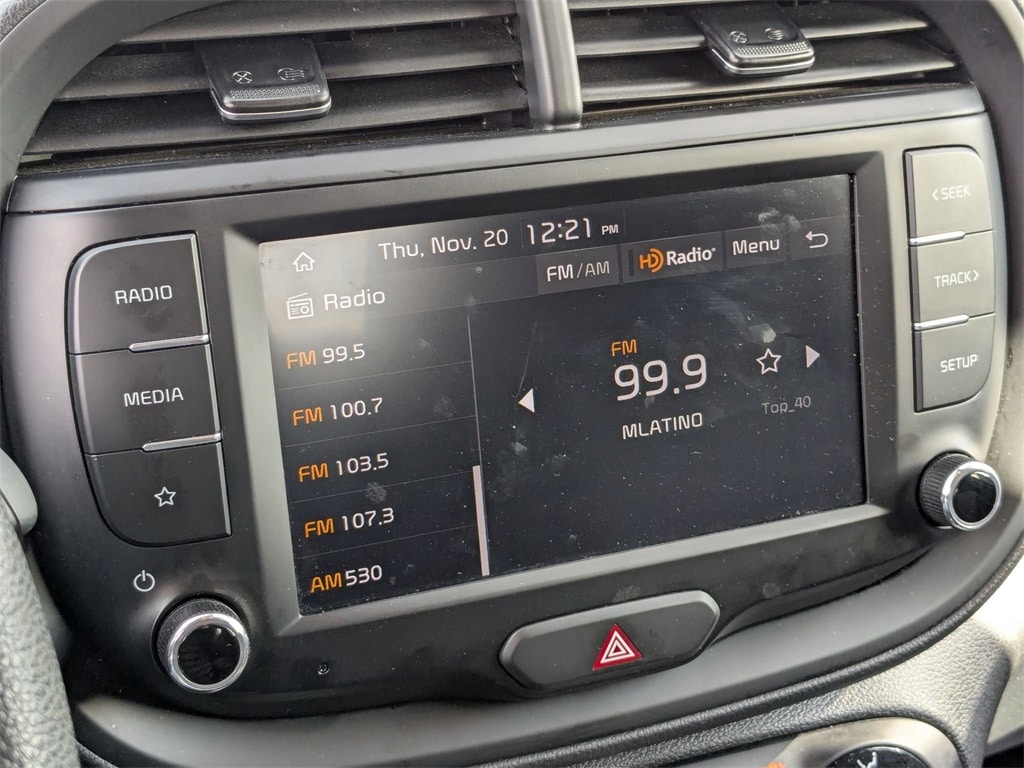 Thu, Nov. 20 12:21 PM
Radio
FM/AM HD Radio® Menu
RADIO
MEDIA
FM 99.5
FM 100.7
FM 103.5
FM 107.3
AM 530
FM
99.9
MLATINO
Top_40
< SEEK
TRACK >
SETUP